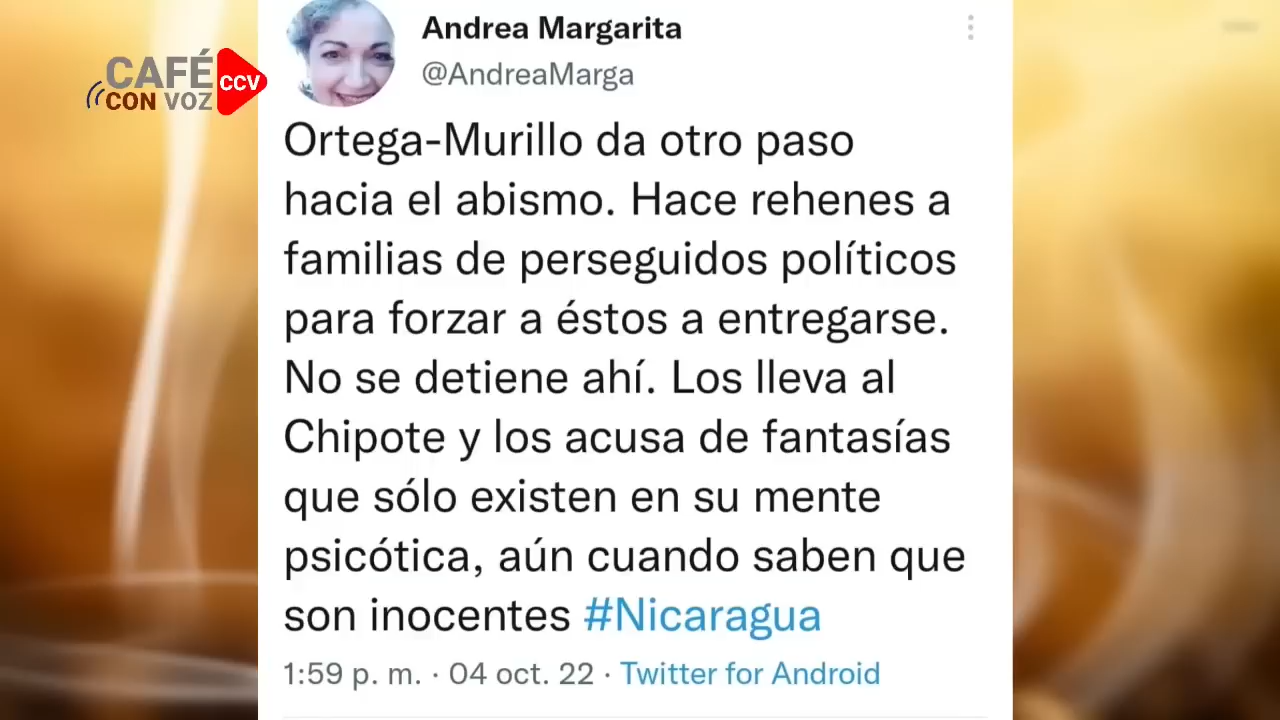 CAFÉ
CON VOZ
CCV
Andrea Margarita
@AndreaMarga
Ortega-Murillo da otro paso
hacia el abismo. Hace rehenes a
familias de perseguidos políticos
para forzar a éstos a entregarse.
No se detiene ahí. Los lleva al
Chipote y los acusa de fantasías
que sólo existen en su mente
psicótica, aún cuando saben que
son inocentes #Nicaragua
1:59 p. m. · 04 oct. 22 · Twitter for Android